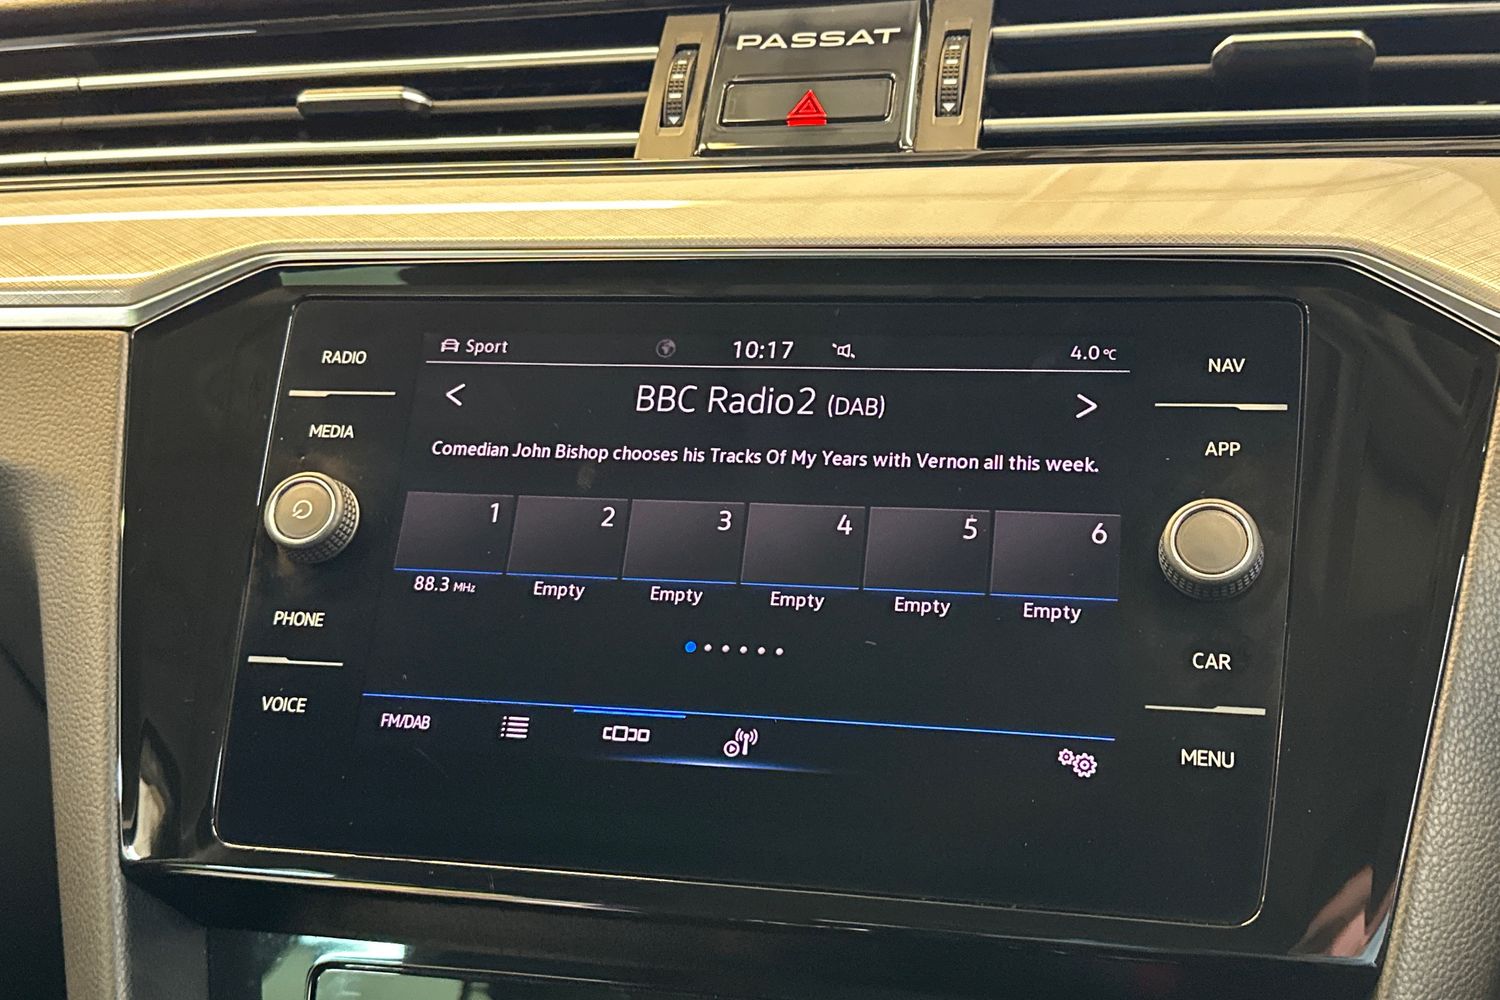 PASSAT
RADIO
MEDIA
PHONE
VOICE
Sport 10:17 4.0°C
< BBC Radio2 (DAB) >
Comedian John Bishop chooses his Tracks Of My Years with Vernon all this week.
1 2 3 4 5 6
88.3 MHz Empty Empty Empty Empty Empty
FM/DAB
NAV
APP
CAR
MENU